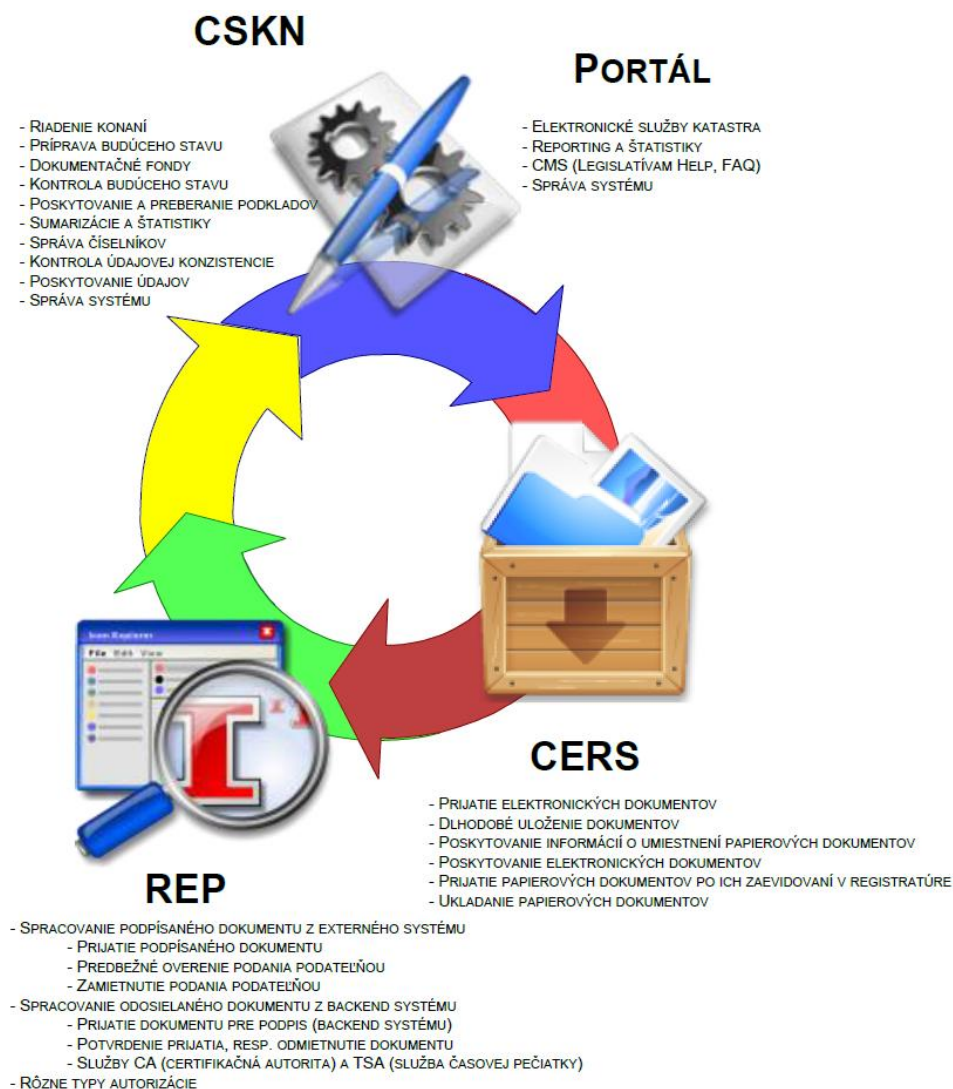 CSKN
- RIADENIE KONANÍ
- PRÍPRAVA BUDÚCEHO STAVU
- DOKUMENTAČNÉ FONDY
- KONTROLA BUDÚCEHO STAVU
- POSKYTOVANIE A PREBERANIE PODKLADOV
- SUMARIZÁCIE A ŠTATISTIKY
- SPRÁVA ČÍSELNÍKOV
- KONTROLA ÚDAJOVEJ KONZISTENCIE
- POSKYTOVANIE ÚDAJOV
- SPRÁVA SYSTÉMU
PORTÁL
- ELEKTRONICKÉ SLUŽBY KATASTRA
- REPORTING A ŠTATISTIKY
- CMS (LEGISLATÍVAM HELP, FAQ)
- SPRÁVA SYSTÉMU
Icon Explorer
File Edit View
I
CERS
- PRIJATIE ELEKTRONICKÝCH DOKUMENTOV
- DLHODOBÉ ULOŽENIE DOKUMENTOV
- POSKYTOVANIE INFORMÁCIÍ O UMIESTNENÍ PAPIEROVÝCH DOKUMENTOV
- POSKYTOVANIE ELEKTRONICKÝCH DOKUMENTOV
- PRIJATIE PAPIEROVÝCH DOKUMENTOV PO ICH ZAEVIDOVANÍ V REGISTRATÚRE
- UKLADANIE PAPIEROVÝCH DOKUMENTOV
REP
- SPRACOVANIE PODPÍSANÉHO DOKUMENTU Z EXTERNÉHO SYSTÉMU
- PRIJATIE PODPÍSANÉHO DOKUMENTU
- PREDBEŽNÉ OVERENIE PODANIA PODATEĽŇOU
- ZAMIETNUTIE PODANIA PODATEĽŇOU
- SPRACOVANIE ODOSIELANÉHO DOKUMENTU Z BACKEND SYSTÉMU
- PRIJATIE DOKUMENTU PRE PODPIS (BACKEND SYSTÉMU)
- POTVRDENIE PRIJATIA, RESP. ODMIETNUTIE DOKUMENTU
- SLUŽBY CA (CERTIFIKAČNÁ AUTORITA) A TSA (SLUŽBA ČASOVEJ PEČIATKY)
- RÔZNE TYPY AUTORIZÁCIE